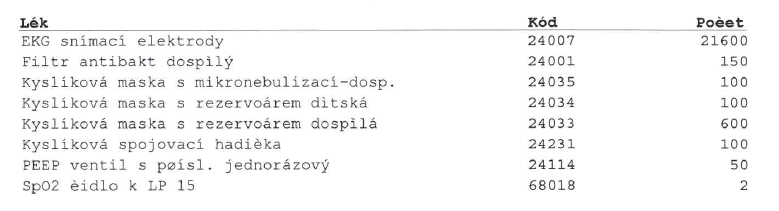 Lék Kód Poèet
EKG snímací elektrody 24007 21600
Filtr antibakt dospìlý 24001 150
Kyslíková maska s mikronebulizací-dosp. 24035 100
Kyslíková maska s rezervoárem dìtská 24034 100
Kyslíková maska s rezervoárem dospìlá 24033 600
Kyslíková spojovací hadièka 24231 100
PEEP ventil s pøísl. jednorázový 24114 50
SpO2 èidlo k LP 15 68018 2